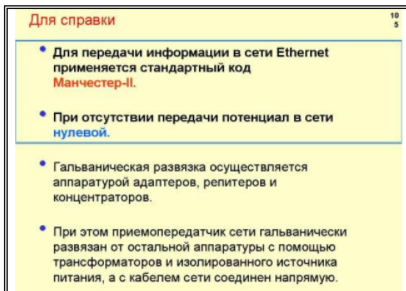 Для справки
10
5
Для передачи информации в сети Ethernet
применяется стандартный код
Манчестер-II.
При отсутствии передачи потенциал в сети
нулевой.
Гальваническая развязка осуществляется
аппаратурой адаптеров, репитеров и
концентраторов.
При этом приемопередатчик сети гальванически
развязан от остальной аппаратуры с помощью
трансформаторов и изолированного источника
питания, а с кабелем сети соединен напрямую.